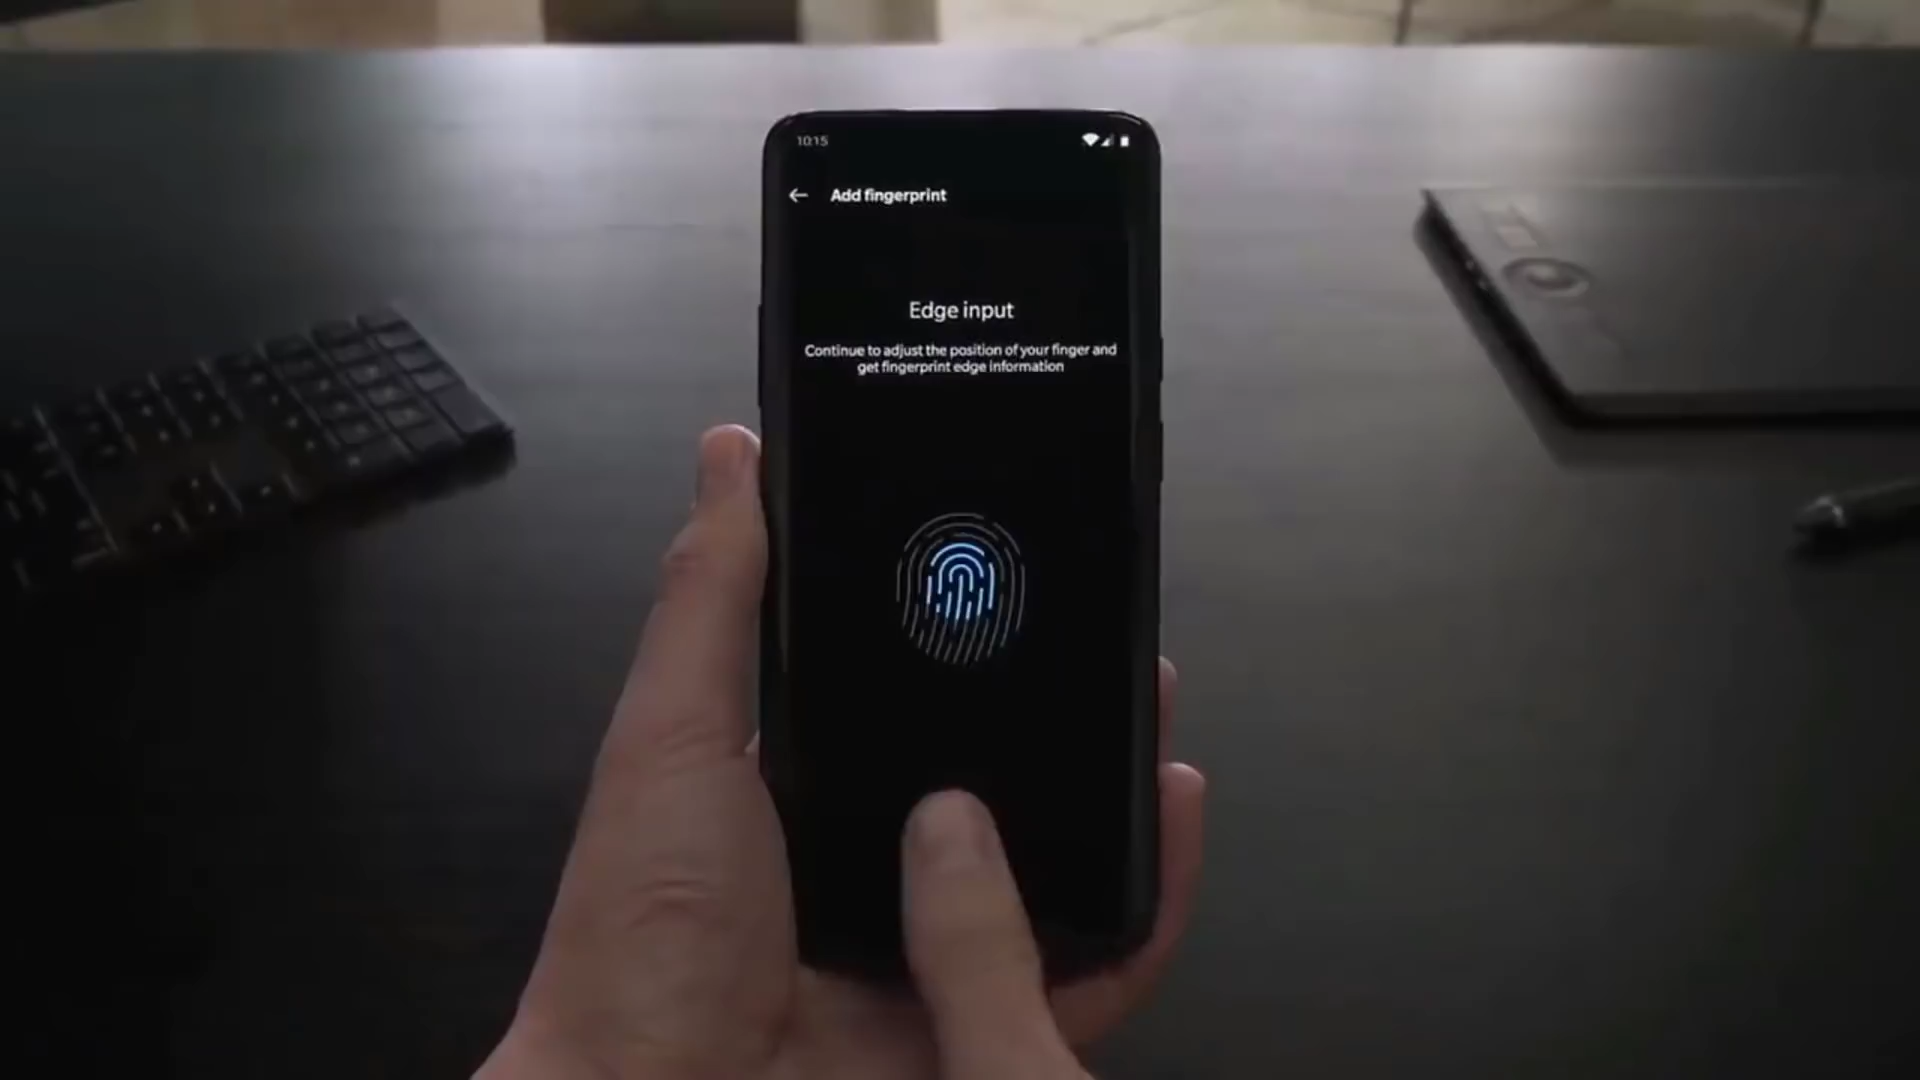 10:15
Add fingerprint
Edge input
Continue to adjust the position of your finger and
get fingerprint edge information